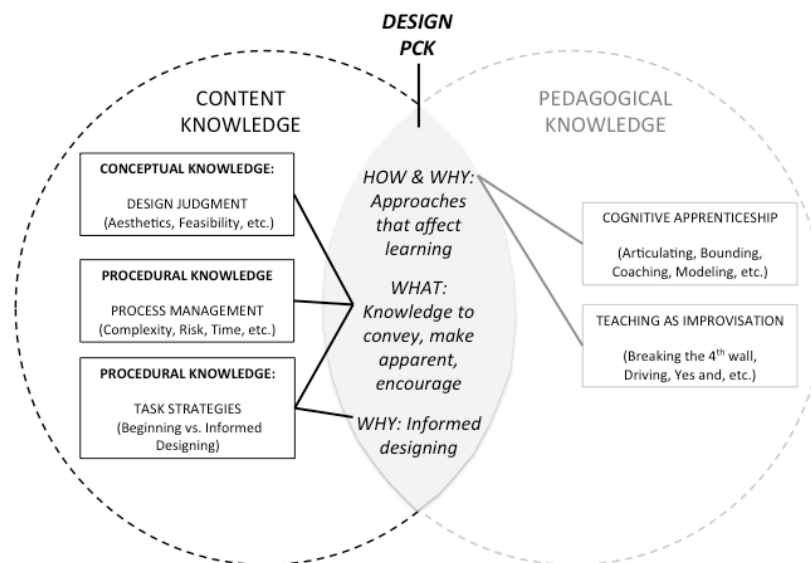 DESIGN
PCK
CONTENT
KNOWLEDGE
CONCEPTUAL KNOWLEDGE:
DESIGN JUDGMENT
(Aesthetics, Feasibility, etc.)
PROCEDURAL KNOWLEDGE
PROCESS MANAGEMENT
(Complexity, Risk, Time, etc.)
PROCEDURAL KNOWLEDGE:
TASK STRATEGIES
(Beginning vs. Informed
Designing)
HOW & WHY:
Approaches
that affect
learning
WHAT:
Knowledge to
convey, make
apparent,
encourage
WHY: Informed
designing
PEDAGOGICAL
KNOWLEDGE
COGNITIVE APPRENTICESHIP
(Articulating, Bounding,
Coaching, Modeling, etc.)
TEACHING AS IMPROVISATION
(Breaking the 4th wall,
Driving, Yes and, etc.)